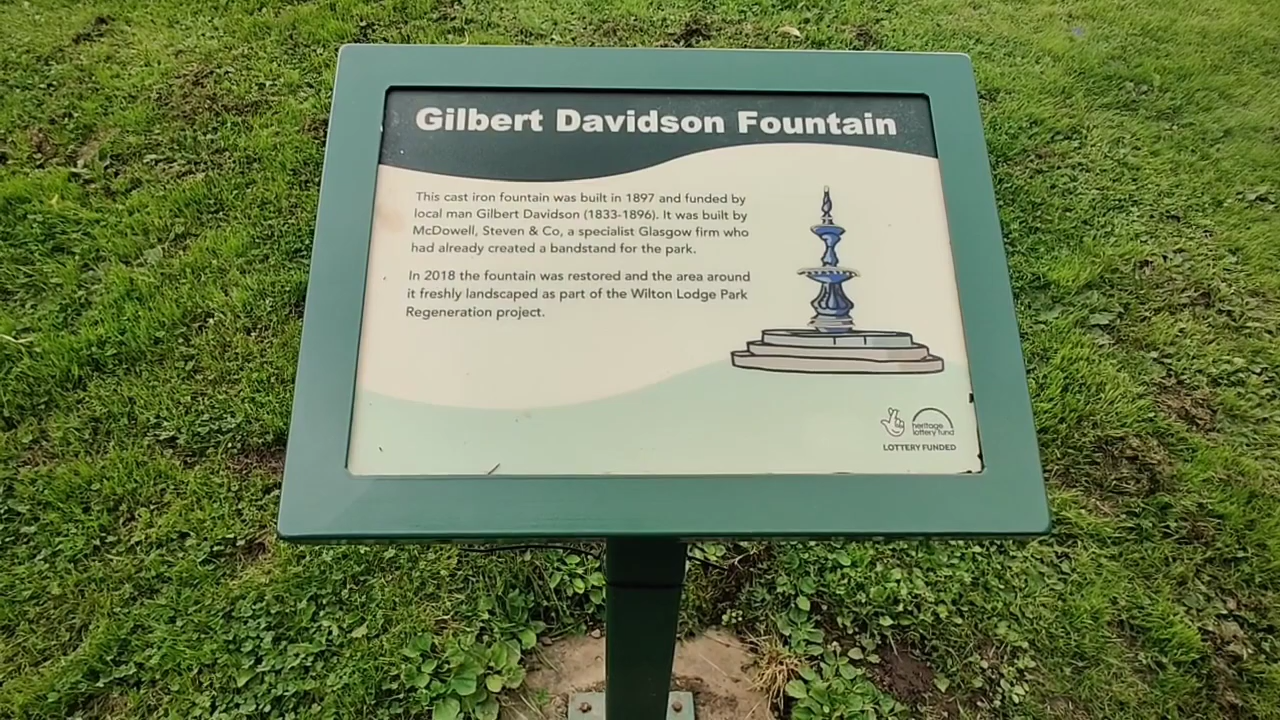 Gilbert Davidson Fountain
This cast iron fountain was built in 1897 and funded by
local man Gilbert Davidson (1833-1896). It was built by
McDowell, Steven & Co, a specialist Glasgow firm who
had already created a bandstand for the park.
In 2018 the fountain was restored and the area around
it freshly landscaped as part of the Wilton Lodge Park
Regeneration project.
heritage
lottery fund
LOTTERY FUNDED